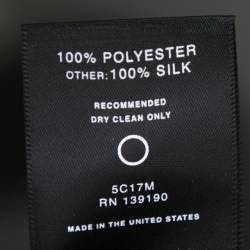 100% POLYESTER
OTHER: 100% SILK
RECOMMENDED
DRY CLEAN ONLY
5C17M
RN 139190
MADE IN THE UNITED STATES